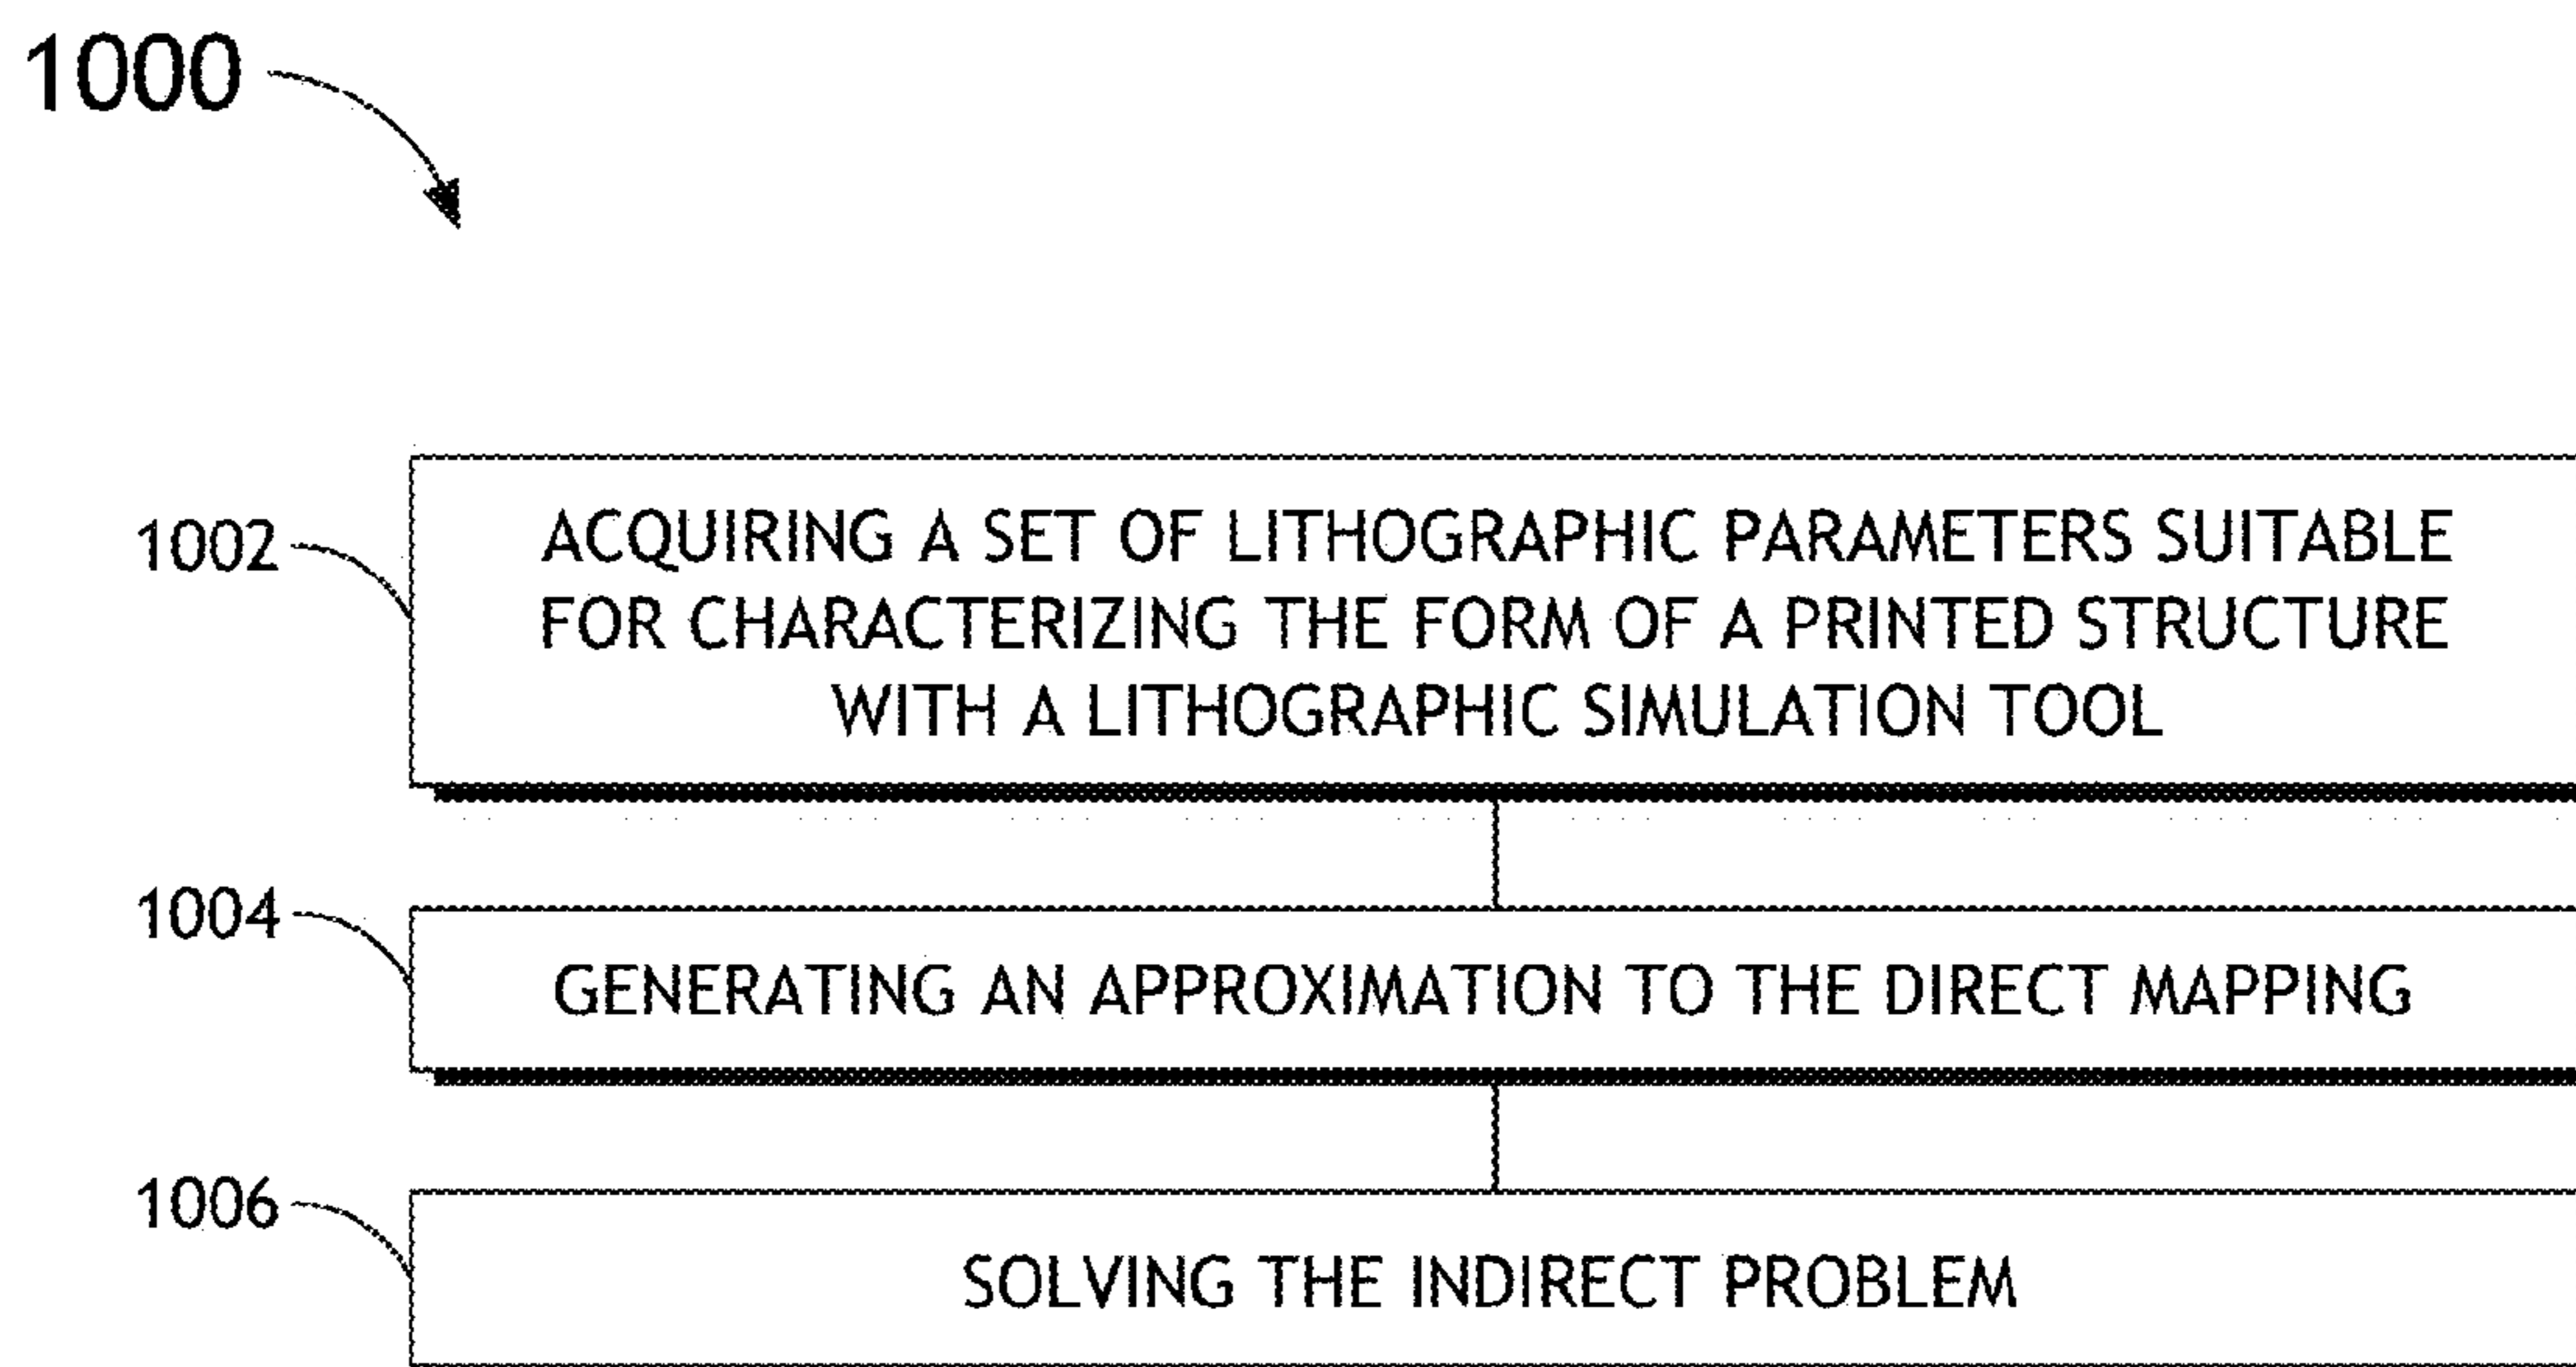 1000
1002
ACQUIRING A SET OF LITHOGRAPHIC PARAMETERS SUITABLE
FOR CHARACTERIZING THE FORM OF A PRINTED STRUCTURE
WITH A LITHOGRAPHIC SIMULATION TOOL
1004
GENERATING AN APPROXIMATION TO THE DIRECT MAPPING
1006
SOLVING THE INDIRECT PROBLEM